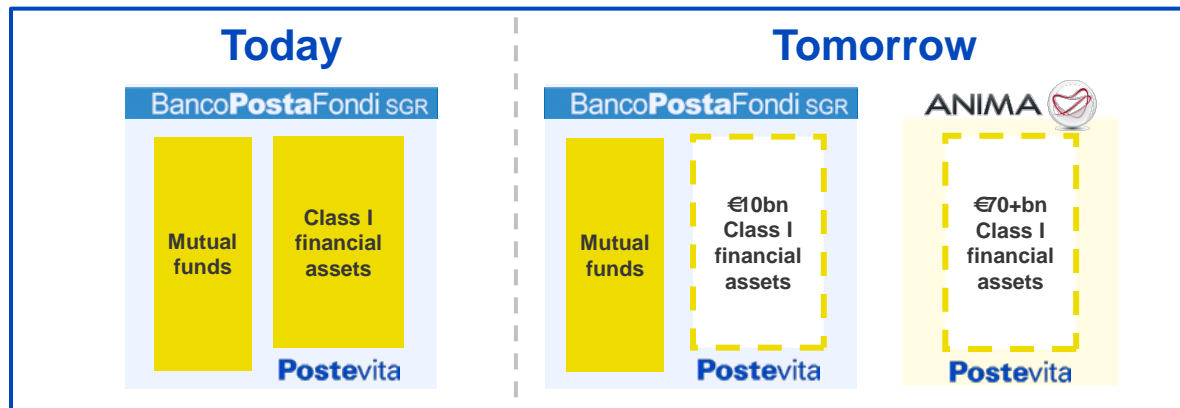 Today
BancoPostaFondi SGR
Mutual
funds
Class I
financial
assets
Postevita
Tomorrow
BancoPostaFondi SGR
Mutual
funds
€10bn
Class I
financial
assets
Postevita
ANIMA
€70+bn
Class I
financial
assets
Postevita